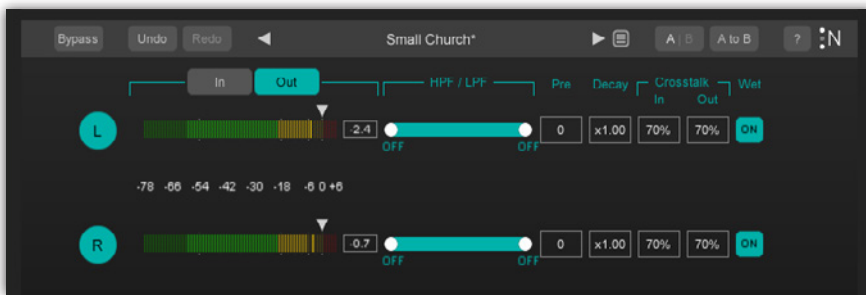 Bypass Undo Redo Small Church* A | B A to B ? :N
In Out HPF / LPF Pre Decay Crosstalk Wet
In Out
L -2.4 OFF OFF 0 x1.00 70% 70% ON
-78 -66 -54 -42 -30 -18 -6 0 +6
R -0.7 OFF OFF 0 x1.00 70% 70% ON